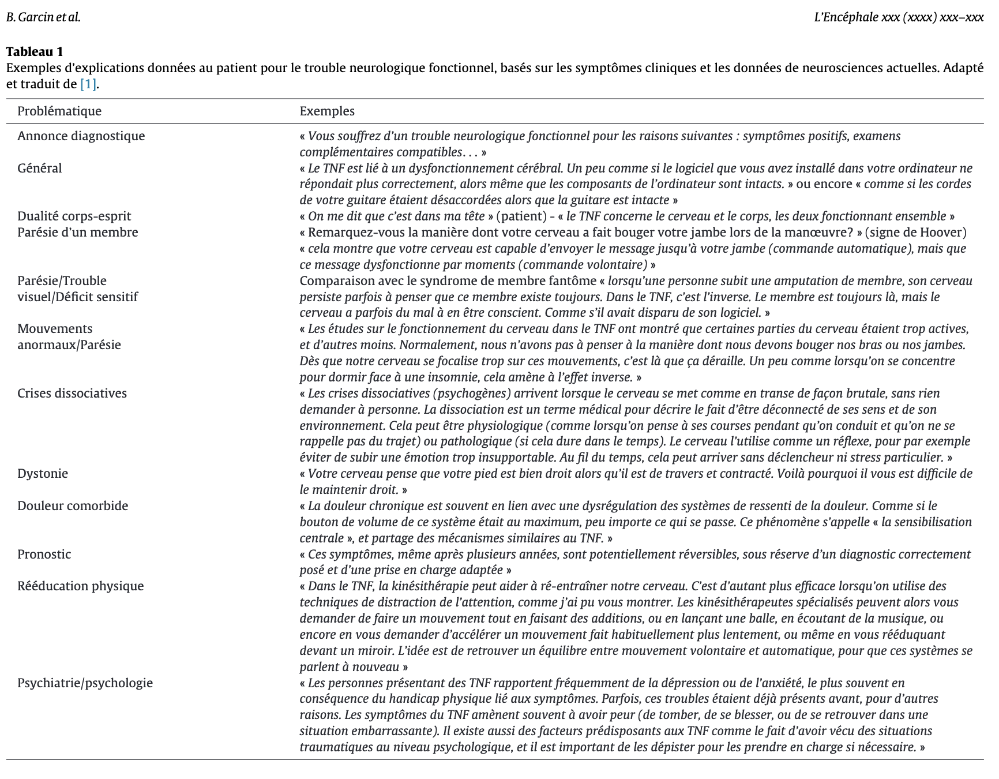 B. Garcin et al.
L’Encéphale xxx (xxxx) xxx–xxx
Tableau 1
Exemples d’explications données au patient pour le trouble neurologique fonctionnel, basés sur les symptômes cliniques et les données de neurosciences actuelles. Adapté
et traduit de [1].
Problématique Exemples
Annonce diagnostique « Vous souffrez d’un trouble neurologique fonctionnel pour les raisons suivantes : symptômes positifs, examens
complémentaires compatibles. . . »
Général « Le TNF est lié à un dysfonctionnement cérébral. Un peu comme si le logiciel que vous avez installé dans votre ordinateur ne
répondait plus correctement, alors même que les composants de l’ordinateur sont intacts. » ou encore « comme si les cordes
de votre guitare étaient désaccordées alors que la guitare est intacte »
Dualité corps-esprit « On me dit que c’est dans ma tête » (patient) - « le TNF concerne le cerveau et le corps, les deux fonctionnant ensemble »
Parésie d’un membre « Remarquez-vous la manière dont votre cerveau a fait bouger votre jambe lors de la manœuvre? » (signe de Hoover)
« cela montre que votre cerveau est capable d’envoyer le message jusqu’à votre jambe (commande automatique), mais que
ce message dysfonctionne par moments (commande volontaire) »
Parésie/Trouble Comparaison avec le syndrome de membre fantôme « lorsqu’une personne subit une amputation de membre, son cerveau
visuel/Déficit sensitif persiste parfois à penser que ce membre existe toujours. Dans le TNF, c’est l’inverse. Le membre est toujours là, mais le
cerveau a parfois du mal à en être conscient. Comme s’il avait disparu de son logiciel. »
Mouvements « Les études sur le fonctionnement du cerveau dans le TNF ont montré que certaines parties du cerveau étaient trop actives,
anormaux/Parésie et d’autres moins. Normalement, nous n’avons pas à penser à la manière dont nous devons bouger nos bras ou nos jambes.
Dès que notre cerveau se focalise trop sur ces mouvements, c’est là que ça déraille. Un peu comme lorsqu’on se concentre
pour dormir face à une insomnie, cela amène à l’effet inverse. »
Crises dissociatives « Les crises dissociatives (psychogènes) arrivent lorsque le cerveau se met comme en transe de façon brutale, sans rien
demander à personne. La dissociation est un terme médical pour décrire le fait d’être déconnecté de ses sens et de son
environnement. Cela peut être physiologique (comme lorsqu’on pense à ses courses pendant qu’on conduit et qu’on ne se
rappelle pas du trajet) ou pathologique (si cela dure dans le temps). Le cerveau l’utilise comme un réflexe, pour par exemple
éviter de subir une émotion trop insupportable. Au fil du temps, cela peut arriver sans déclencheur ni stress particulier. »
Dystonie « Votre cerveau pense que votre pied est bien droit alors qu’il est de travers et contracté. Voilà pourquoi il vous est difficile de
le maintenir droit. »
Douleur comorbide « La douleur chronique est souvent en lien avec une dysrégulation des systèmes de ressenti de la douleur. Comme si le
bouton de volume de ce système était au maximum, peu importe ce qui se passe. Ce phénomène s’appelle « la sensibilisation
centrale », et partage des mécanismes similaires au TNF. »
Pronostic « Ces symptômes, même après plusieurs années, sont potentiellement réversibles, sous réserve d’un diagnostic correctement
posé et d’une prise en charge adaptée »
Rééducation physique « Dans le TNF, la kinésithérapie peut aider à ré-entraîner notre cerveau. C’est d’autant plus efficace lorsqu’on utilise des
techniques de distraction de l’attention, comme j’ai pu vous montrer. Les kinésithérapeutes spécialisés peuvent alors vous
demander de faire un mouvement tout en faisant des additions, ou en lançant une balle, en écoutant de la musique, ou
encore en vous demander d’accélérer un mouvement fait habituellement plus lentement, ou même en vous rééduquant
devant un miroir. L’idée est de retrouver un équilibre entre mouvement volontaire et automatique, pour que ces systèmes se
parlent à nouveau »
Psychiatrie/psychologie « Les personnes présentant des TNF rapportent fréquemment de la dépression ou de l’anxiété, le plus souvent en
conséquence du handicap physique lié aux symptômes. Parfois, ces troubles étaient déjà présents avant, pour d’autres
raisons. Les symptômes du TNF amènent souvent à avoir peur (de tomber, de se blesser, ou de se retrouver dans une
situation embarrassante). Il existe aussi des facteurs prédisposants aux TNF comme le fait d’avoir vécu des situations
traumatiques au niveau psychologique, et il est important de les dépister pour les prendre en charge si nécessaire. »